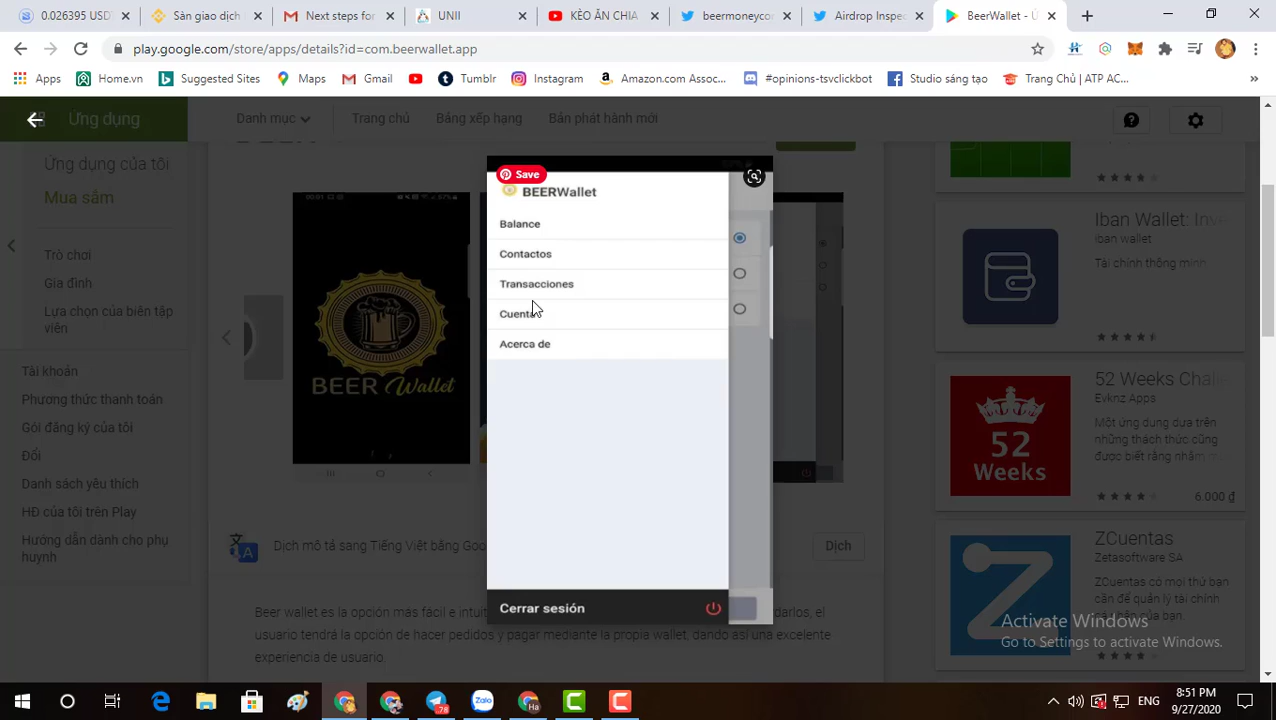 0.026395 USD
Sàn giao dịch
Next steps for
UNII
KÈO ĂN CHIA
beermoneycon
Airdrop Inspec
BeerWallet -
play.google.com/store/apps/details?id=com.beerwallet.app
Apps
Home.vn
Suggested Sites
Maps
Gmail
Tumblr
Instagram
Amazon.com Assoc...
#opinions-tsvclickbot
Studio sáng tạo
Trang Chủ | ATP AC...
Ứng dụng
Danh mục
Trang chủ
Bảng xếp hạng
Bản phát hành mới
Ứng dụng của tôi
Mua sắm
Trò chơi
Gia đình
Lựa chọn của biên tập
viên
Tài khoản
Phương thức thanh toán
Gói đăng ký của tôi
Đổi
Danh sách yêu thích
HĐ của tôi trên Play
Hướng dẫn dành cho phụ
huynh
00:01
BEER Wallet
Save
BEERWallet
Balance
Contactos
Transacciones
Cuenta
Acerca de
Cerrar sesión
Dịch mô tả sang Tiếng Việt bằng Goo
Dịch
Beer wallet es la opción más fácil e intuit
darlos, el
usuario tendrá la opción de hacer pedidos y pagar mediante la propia wallet, dando así una excelente
experiencia de usuario
Iban Wallet: Inve
iban wallet
Tài chính thông minh
52 Weeks Challe
Evknz Apps
Một ứng dụng dựa trên
những thách thức cũng
được biết rằng nhằm m
6.000 ₫
52
Weeks
ZCuentas
Zetasoftware SA
ZCuentas có mọi thứ bạn
cần để quản lý tài chính
Activate Windows
Go to Settings to activate Windows.
78
Ha
ENG
8:51 PM
9/27/2020